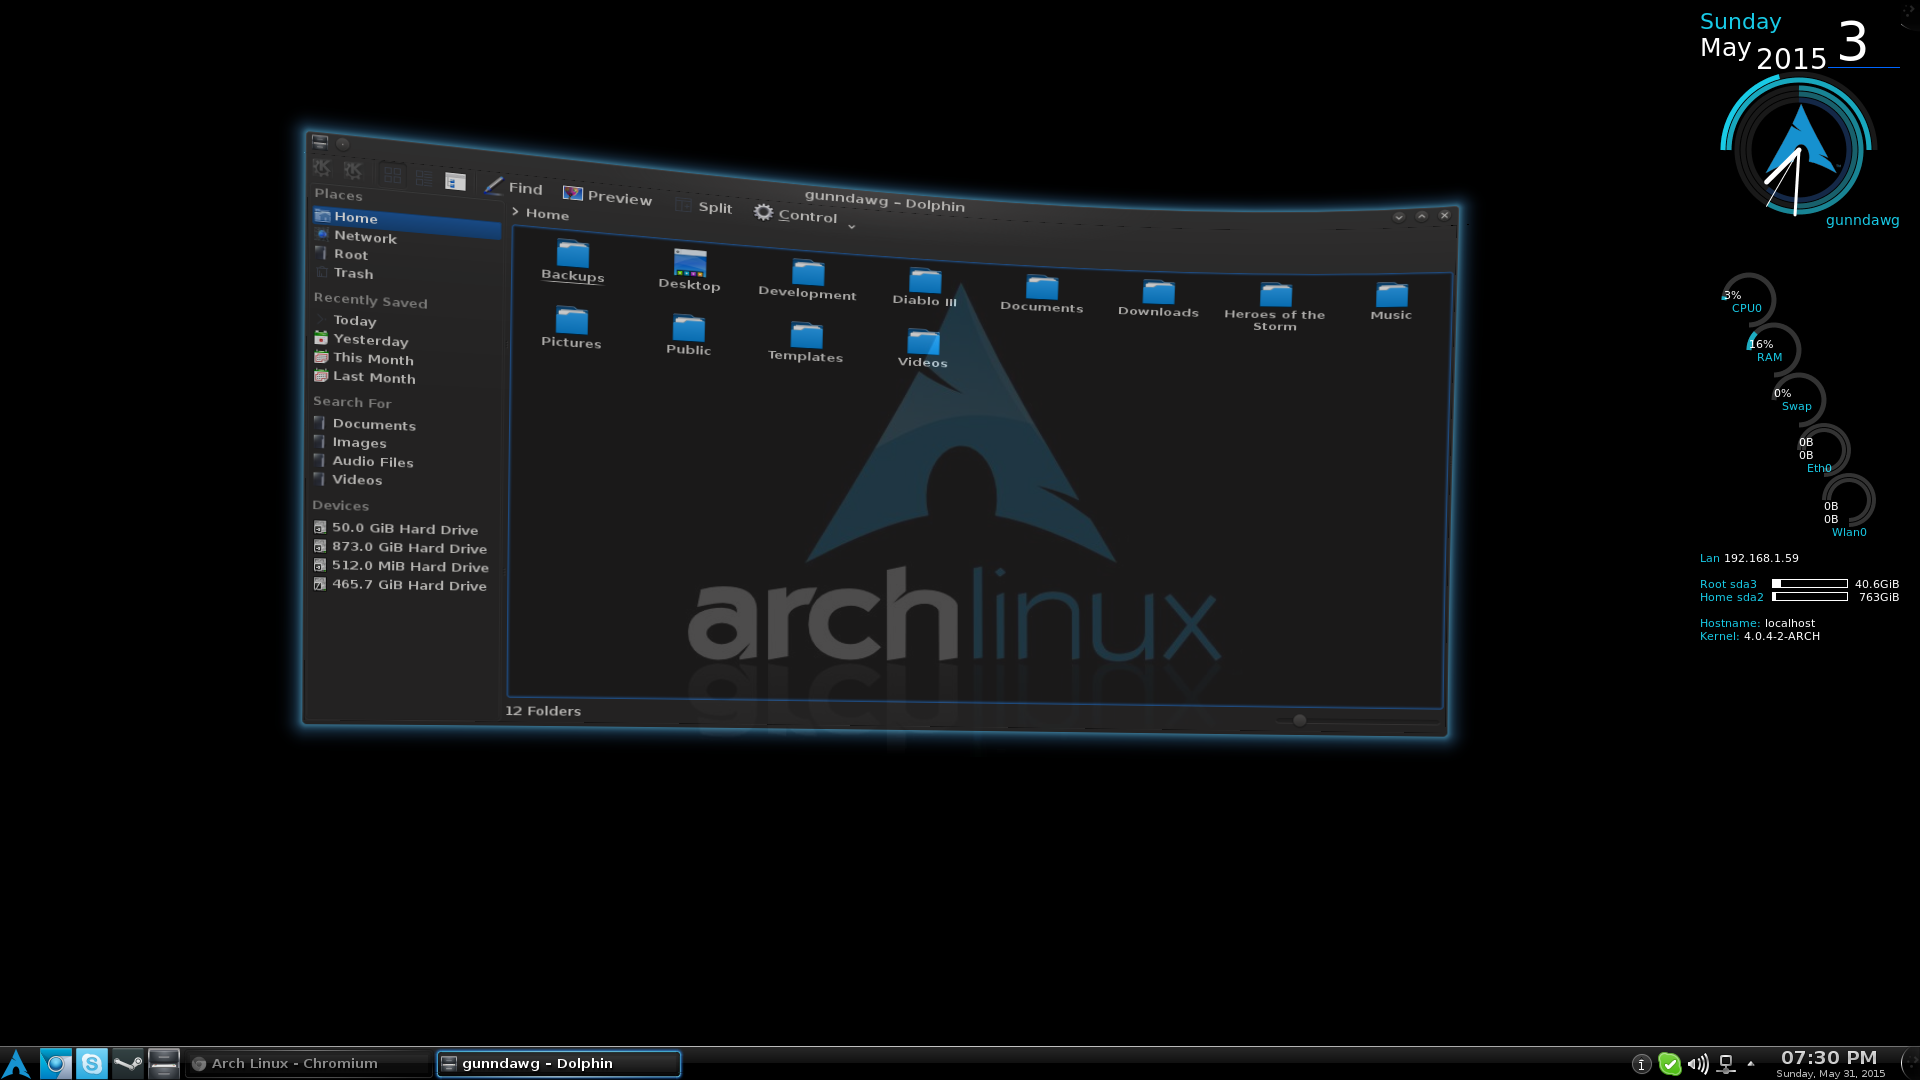 Sunday
May 2015 3
gunndawg
3%
CPU0
16%
RAM
0%
Swap
0B
0B
Eth0
0B
0B
Wlan0
Lan 192.168.1.59
Root sda3 40.6GiB
Home sda2 763GiB
Hostname: localhost
Kernel: 4.0.4-2-ARCH
gunndawg – Dolphin
Find Preview Split Control
> Home
Places
Home
Network
Root
Trash
Recently Saved
Today
Yesterday
This Month
Last Month
Search For
Documents
Images
Audio Files
Videos
Devices
50.0 GiB Hard Drive
873.0 GiB Hard Drive
512.0 MiB Hard Drive
465.7 GiB Hard Drive
Backups Desktop Development Diablo III Documents Downloads Heroes of the Storm Music
Pictures Public Templates Videos
archlinux
12 Folders
Arch Linux - Chromium
gunndawg – Dolphin
07:30 PM
Sunday, May 31, 2015